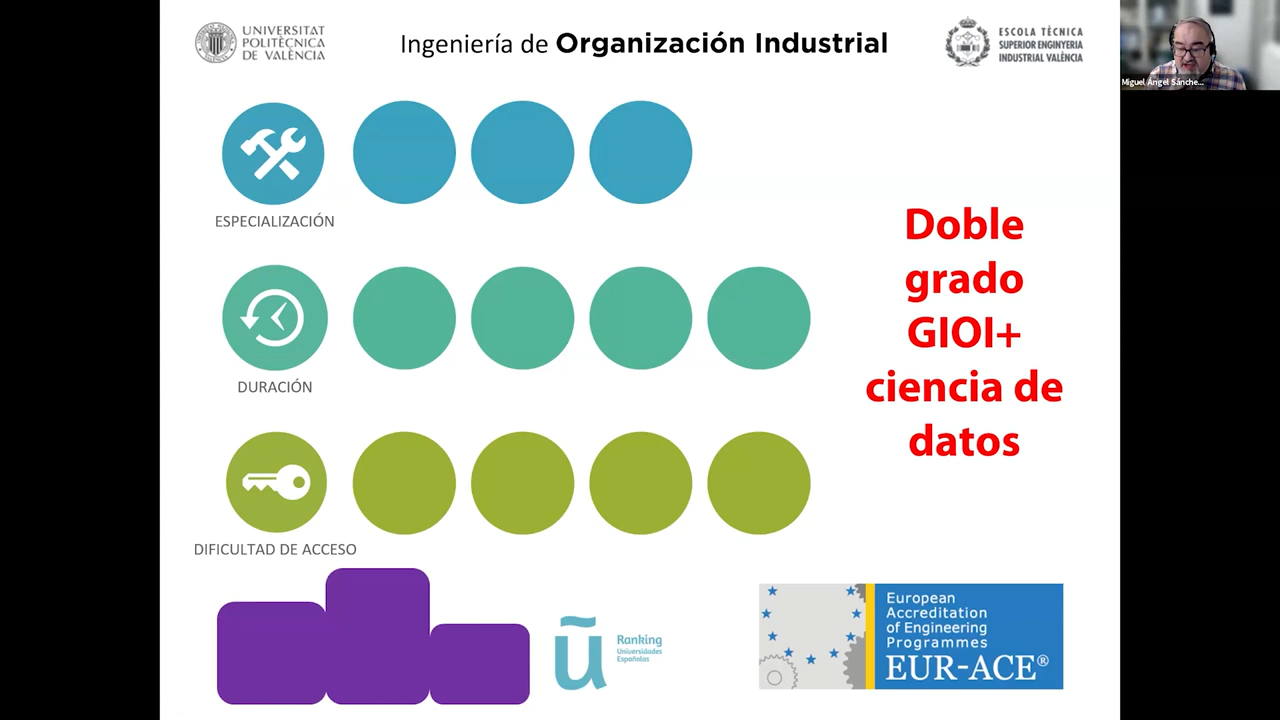 UNIVERSITAT
POLITÈCNICA
DE VALÈNCIA
Ingeniería de Organización Industrial
ESCOLA TÈCNICA
SUPERIOR ENGINYERIA
INDUSTRIAL VALÈNCIA
Miguel Ángel Sánche...
ESPECIALIZACIÓN
DURACIÓN
DIFICULTAD DE ACCESO
Doble
grado
GIOI+
ciencia de
datos
ū
Ranking
Universidades
Españolas
European
Accreditation
of Engineering
Programmes
EUR-ACE®